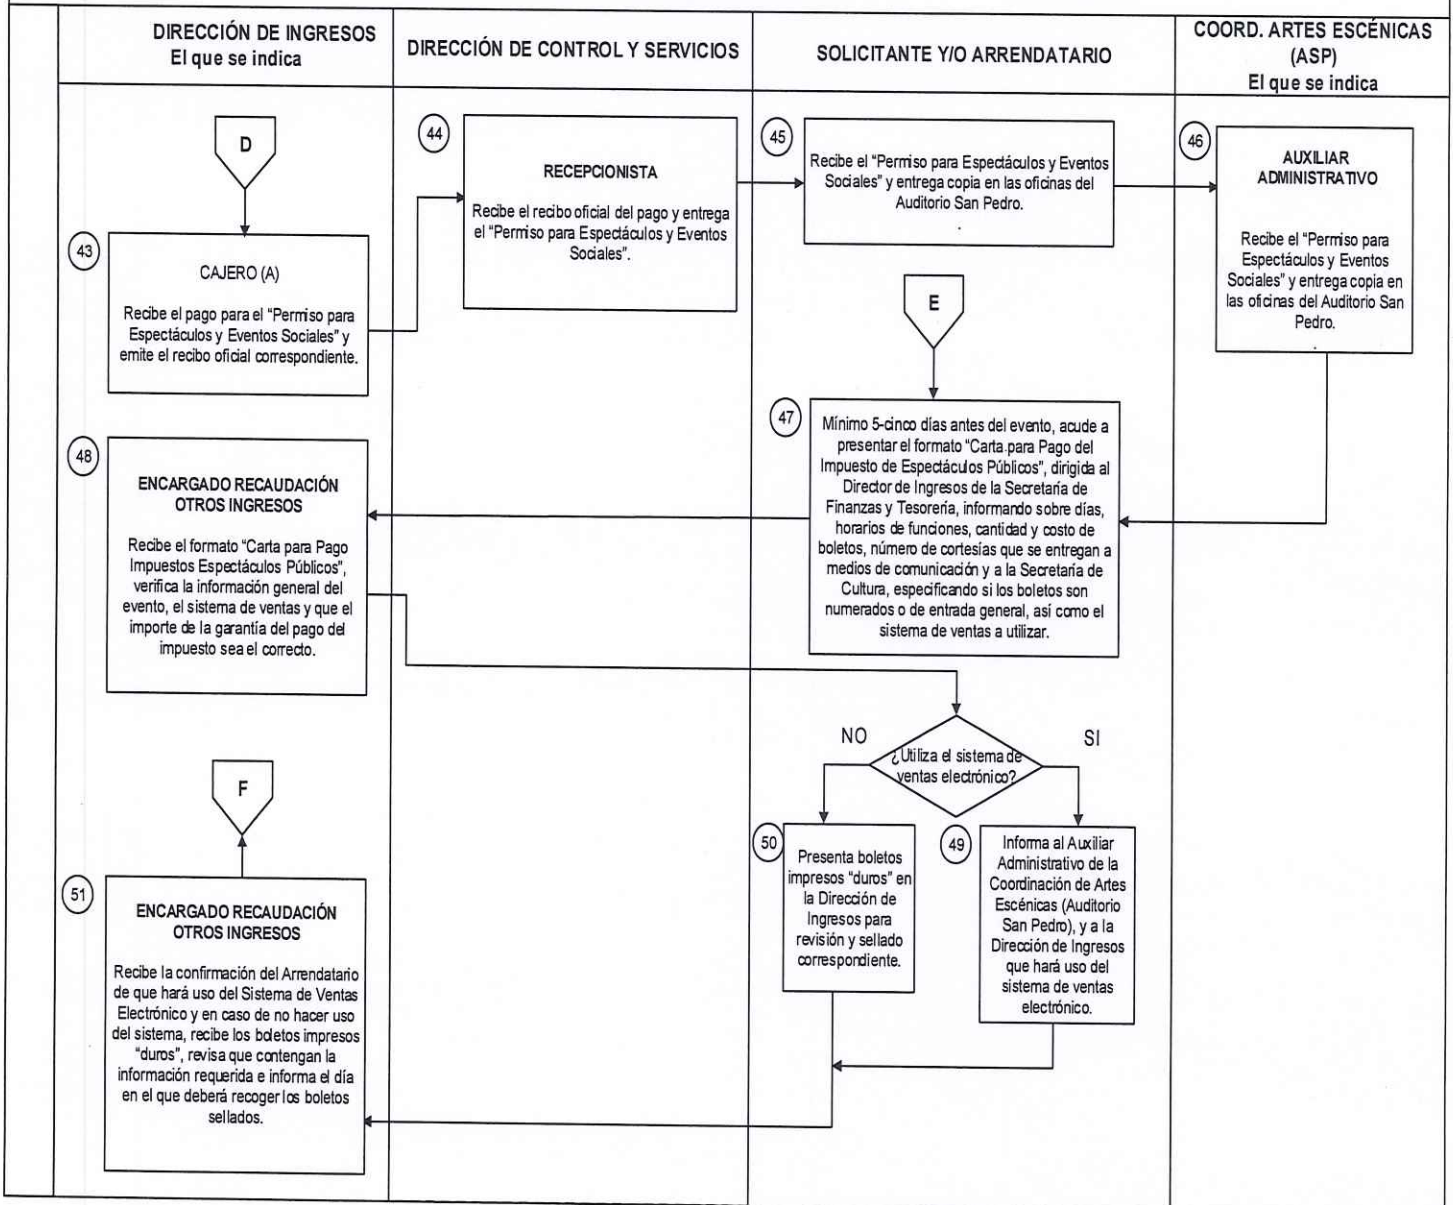 DIRECCIÓN DE INGRESOS
El que se indica
DIRECCIÓN DE CONTROL Y SERVICIOS
SOLICITANTE Y/O ARRENDATARIO
COORD. ARTES ESCÉNICAS
(ASP)
El que se indica
D
43
CAJERO (A)
Recibe el pago para el "Permiso para
Espectáculos y Eventos Sociales" y
emite el recibo oficial correspondiente.
44
RECEPCIONISTA
Recibe el recibo oficial del pago y entrega
el "Permiso para Espectáculos y Eventos
Sociales".
45
Recibe el "Permiso para Espectáculos y Eventos
Sociales" y entrega copia en las oficinas del
Auditorio San Pedro.
46
AUXILIAR
ADMINISTRATIVO
Recibe el "Permiso para
Espectáculos y Eventos
Sociales" y entrega copia en
las oficinas del Auditorio San
Pedro.
E
47
Mínimo 5-cinco días antes del evento, acude a
presentar el formato "Carta para Pago del
Impuesto de Espectáculos Públicos", dirigida al
Director de Ingresos de la Secretaría de
Finanzas y Tesorería, informando sobre días,
horarios de funciones, cantidad y costo de
boletos, número de cortesías que se entregan a
medios de comunicación y a la Secretaría de
Cultura, especificando si los boletos son
numerados o de entrada general, así como el
sistema de ventas a utilizar.
48
ENCARGADO RECAUDACIÓN
OTROS INGRESOS
Recibe el formato "Carta para Pago
Impuestos Espectáculos Públicos",
verifica la información general del
evento, el sistema de ventas y que el
importe de la garantía del pago del
impuesto sea el correcto.
NO
¿Utiliza el sistema de
ventas electrónico?
SI
50
Presenta boletos
impresos "duros" en
la Dirección de
Ingresos para
revisión y sellado
correspondiente.
49
Informa al Auxiliar
Administrativo de la
Coordinación de Artes
Escénicas (Auditorio
San Pedro), y a la
Dirección de Ingresos
que hará uso del
sistema de ventas
electrónico.
F
51
ENCARGADO RECAUDACIÓN
OTROS INGRESOS
Recibe la confirmación del Arrendatario
de que hará uso del Sistema de Ventas
Electrónico y en caso de no hacer uso
del sistema, recibe los boletos impresos
"duros", revisa que contengan la
información requerida e informa el día
en el que deberá recoger los boletos
sellados.